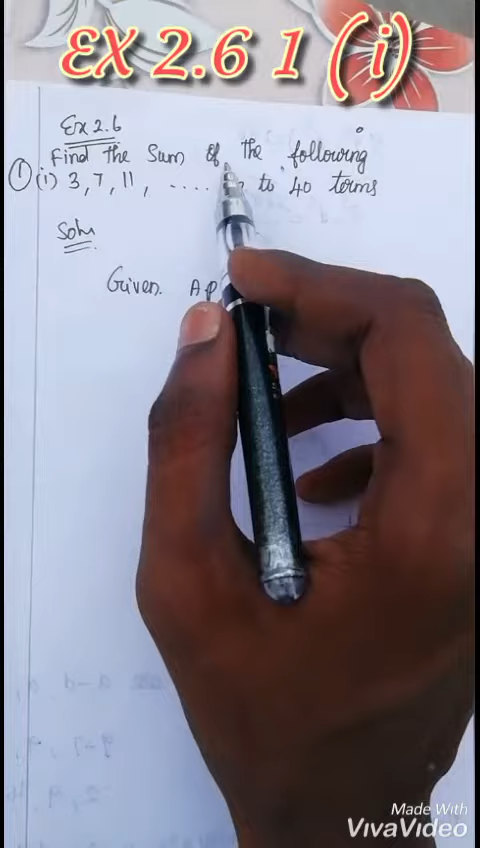 EX 2.6 1 (i)
Ex 2.6
Find the Sum of the following
① (i) 3, 7, 11, .... to 40 terms
Soln
Given AP
Made With
VivaVideo